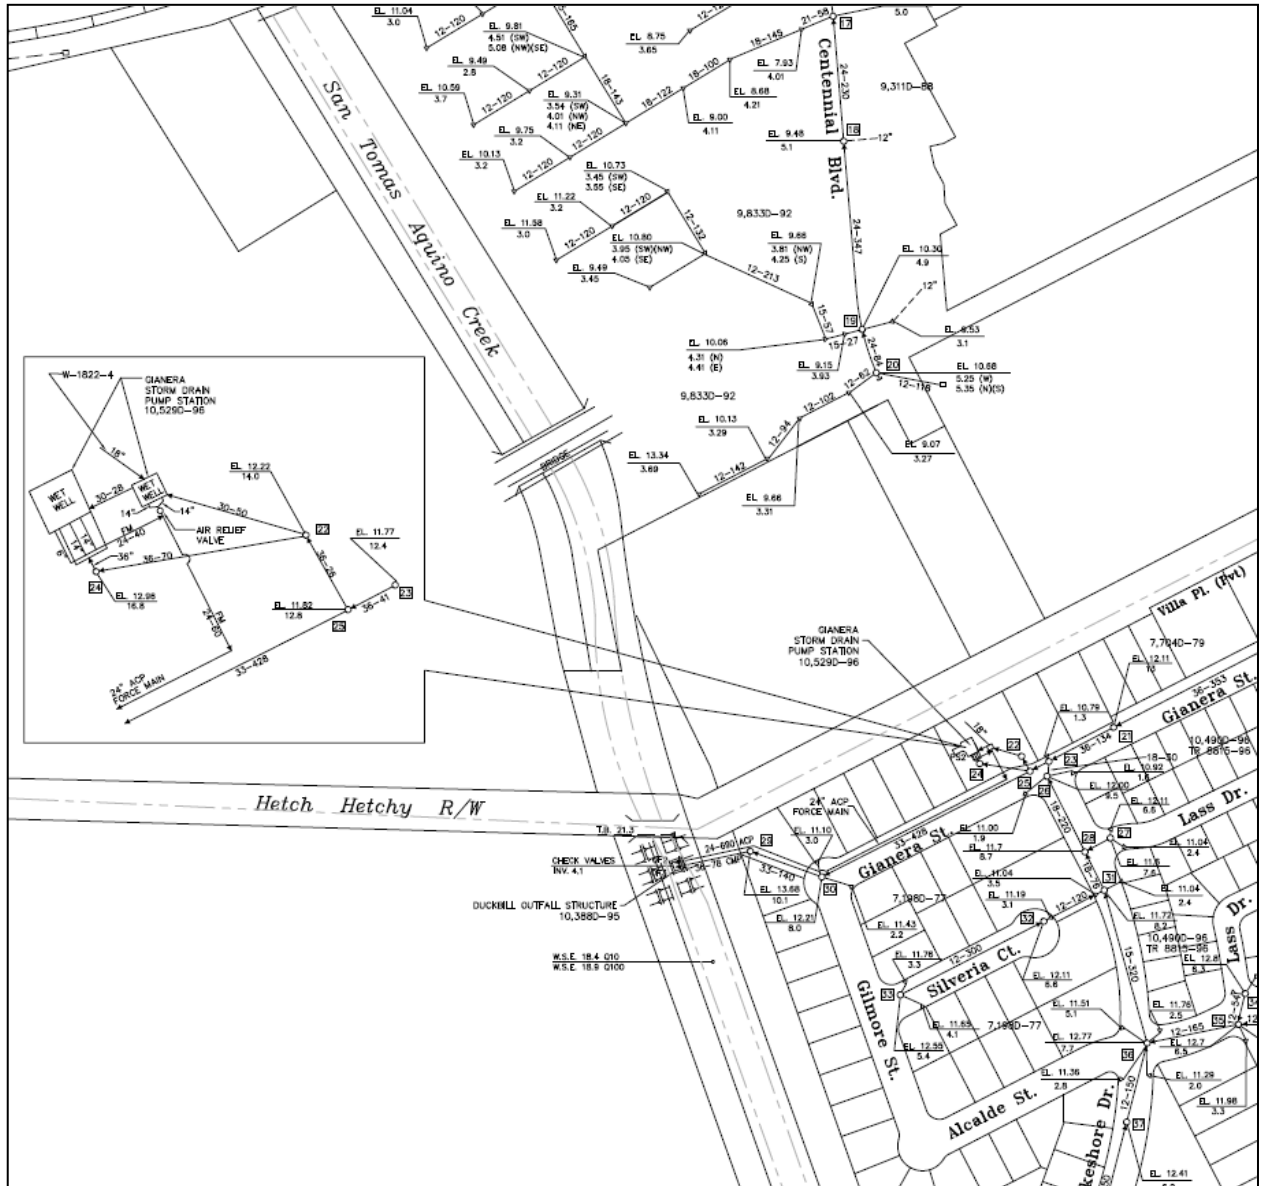 EL 11.04
3.0
12-120
165
EL 9.81
4.51 (SW)
5.08 (NW)(SE)
EL 8.75
3.65
12-12
18-145
21-58
17
5.0
EL 7.93
4.01
Centennial Blvd.
24-230
9,311D-88
EL 9.49
2.8
12-120
18-143
18-100
EL 8.68
4.21
EL 10.59
3.7
12-120
EL 9.31
3.54 (SW)
4.01 (NW)
4.11 (NE)
18-122
EL 9.00
4.11
EL 9.75
3.2
12-120
EL 9.48
5.1
18
12"
EL 10.13
3.2
12-120
EL 10.73
3.45 (SW)
3.55 (SE)
San Tomas Aquino Creek
EL 11.22
3.2
12-120
12-132
9,833D-92
24-347
EL 11.58
3.0
12-120
EL 10.80
3.95 (SW)(NW)
4.05 (SE)
EL 9.66
3.81 (NW)
4.25 (S)
EL 10.30
4.9
EL 9.49
3.45
12-213
12"
15-57
19
EL 9.53
3.1
EL 10.06
4.31 (N)
4.41 (E)
15-27
EL 9.15
3.93
24-84
20
EL 10.68
5.25 (W)
5.35 (N)(S)
12-62
12-116
9,833D-92
12-102
EL 10.13
3.29
12-94
EL 9.07
3.27
EL 13.34
3.69
12-142
EL 9.66
3.31
BRIDGE
W-1822-4
GIANERA
STORM DRAIN
PUMP STATION
10,529D-96
18"
WET
WELL
30-28
WET
WELL
EL 12.22
14.0
30-50
14"
14"
AIR RELIEF
VALVE
22
EL. 11.77
12.4
6"
14"
14"
FM
24-40
36"
36-70
36-26
24
EL 12.98
16.8
EL 11.82
12.8
25
36-41
23
FM
24-60
33-428
24" ACP
FORCE MAIN
Villa Pl. (Pvt)
GIANERA
STORM DRAIN
PUMP STATION
10,529D-96
7,704D-79
EL 12.11
36-353
Gianera St.
EL 10.79
1.3
18"
22
36-134
21
10,490D-96
TR 8815-96
PS2
24
23
18-30
EL 10.92
25
26
EL 12.00
9.5
EL 12.11
6.6
Lass Dr.
Hetch Hetchy R/W
24" ACP
FORCE MAIN
18-220
T.B. 21.3
24-690 ACP
29
EL 11.10
3.0
33-428
Gianera St.
EL 11.00
1.9
28
27
EL 11.7
8.7
EL 11.04
2.4
CHECK VALVES
INV. 4.1
36-78 CMP
33-140
18-76
EL 11.04
3.5
31
EL 11.04
2.4
EL 13.68
10.1
30
7,198D-77
EL 11.19
3.1
12-120
DUCKBILL OUTFALL STRUCTURE
10,388D-95
EL 12.21
8.0
EL 11.43
2.2
32
EL 11.72
8.2
10,490D-96
TR 8815-96
Lass Dr.
W.S.E. 18.4 Q10
W.S.E. 18.9 Q100
EL 11.76
3.3
12-300
Silveria Ct.
15-320
EL 12.8
6.3
EL 12.11
6.6
33
Gilmore St.
EL 11.51
5.1
EL 11.76
2.5
EL 11.65
4.1
7,198D-77
12-54
35
EL 12.55
5.4
EL 12.77
7.7
12-165
36
EL 12.7
6.5
EL 11.36
2.8
EL 11.29
2.0
12-150
EL 11.98
3.3
Alcalde St.
keshore Dr.
37
EL 12.41